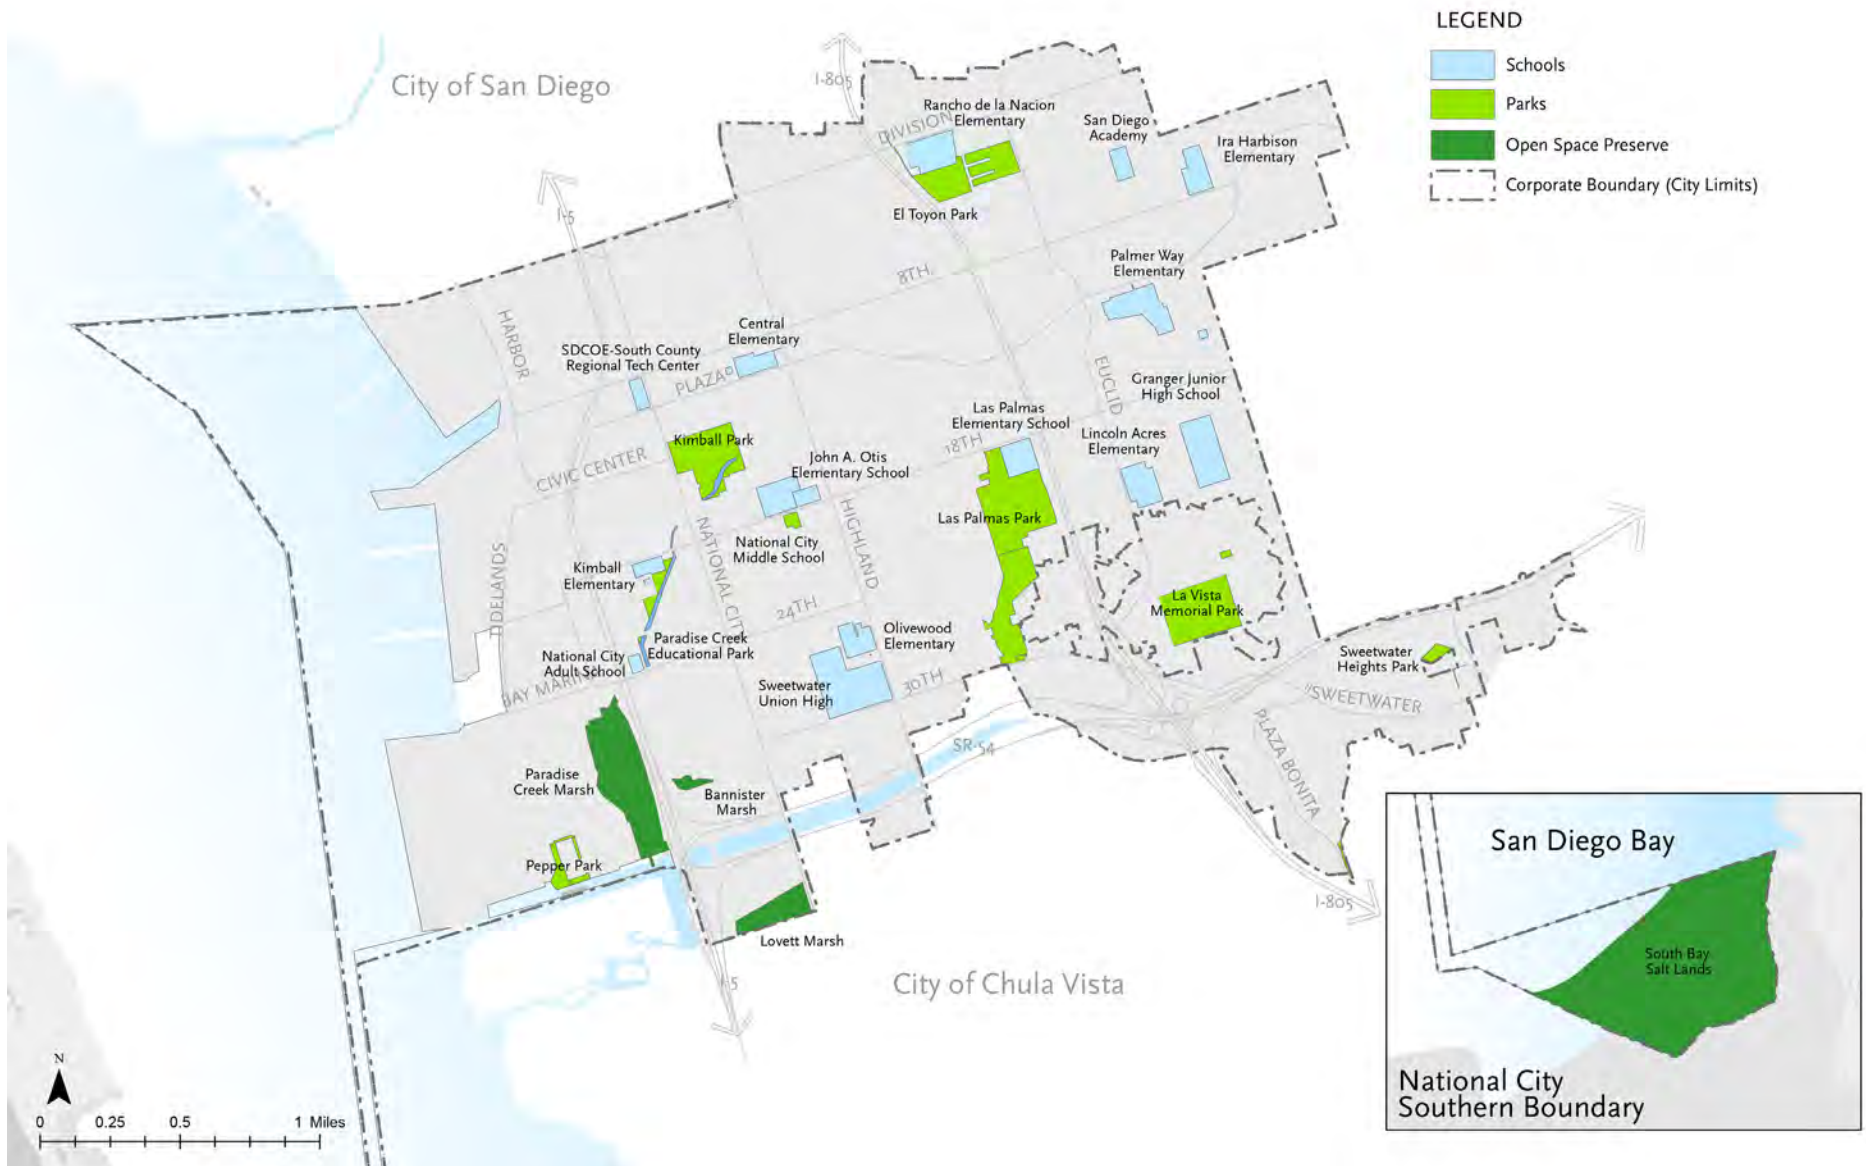 LEGEND
Schools
Parks
Open Space Preserve
Corporate Boundary (City Limits)
City of San Diego
I-805
DIVISION
Rancho de la Nacion
Elementary
San Diego
Academy
Ira Harbison
Elementary
El Toyon Park
I-5
8TH
Palmer Way
Elementary
HARBOR
Central
Elementary
SDCOE-South County
Regional Tech Center
PLAZA
EUCLID
Granger Junior
High School
Las Palmas
Elementary School
Lincoln Acres
Elementary
18TH
Kimball Park
CIVIC CENTER
John A. Otis
Elementary School
HIGHLAND
Las Palmas Park
National City
Middle School
NATIONAL CITY
TIDELANDS
Kimball
Elementary
24TH
La Vista
Memorial Park
Olivewood
Elementary
Paradise Creek
Educational Park
National City
Adult School
BAY MARINA
Sweetwater
Union High
30TH
Sweetwater
Heights Park
SWEETWATER
PLAZA BONITA
SR-54
Paradise
Creek Marsh
Bannister
Marsh
Pepper Park
Lovett Marsh
I-805
I-5
City of Chula Vista
San Diego Bay
South Bay
Salt Lands
National City
Southern Boundary
N
0 0.25 0.5 1 Miles